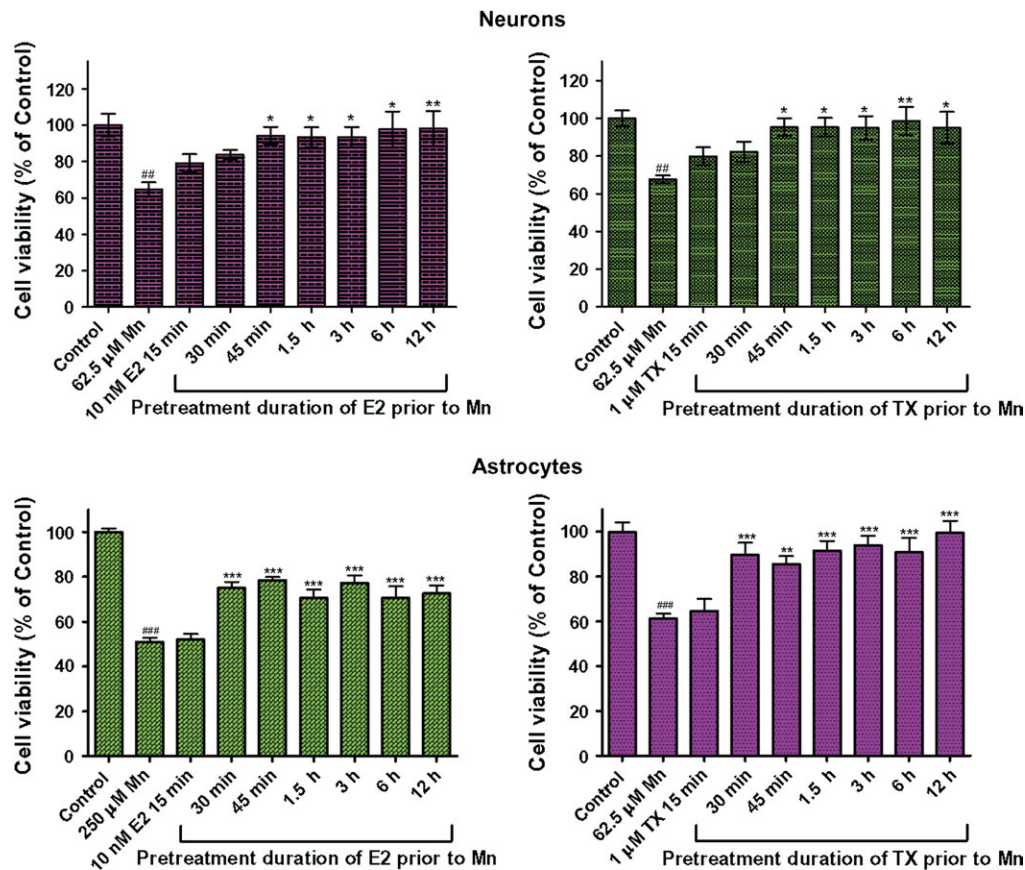 Neurons
Cell viability (% of Control)
120
100
80
60
40
20
0
##
*
*
*
*
**
Control
62.5 µM Mn
10 nM E2 15 min
30 min
45 min
1.5 h
3 h
6 h
12 h
Pretreatment duration of E2 prior to Mn
Cell viability (% of Control)
120
100
80
60
40
20
0
##
*
*
*
**
*
Control
62.5 µM Mn
1 µM TX 15 min
30 min
45 min
1.5 h
3 h
6 h
12 h
Pretreatment duration of TX prior to Mn
Astrocytes
Cell viability (% of Control)
100
80
60
40
20
0
###
***
***
***
***
***
***
Control
250 µM Mn
10 nM E2 15 min
30 min
45 min
1.5 h
3 h
6 h
12 h
Pretreatment duration of E2 prior to Mn
Cell viability (% of Control)
100
80
60
40
20
0
###
***
**
***
***
***
***
Control
62.5 µM Mn
1 µM TX 15 min
30 min
45 min
1.5 h
3 h
6 h
12 h
Pretreatment duration of TX prior to Mn